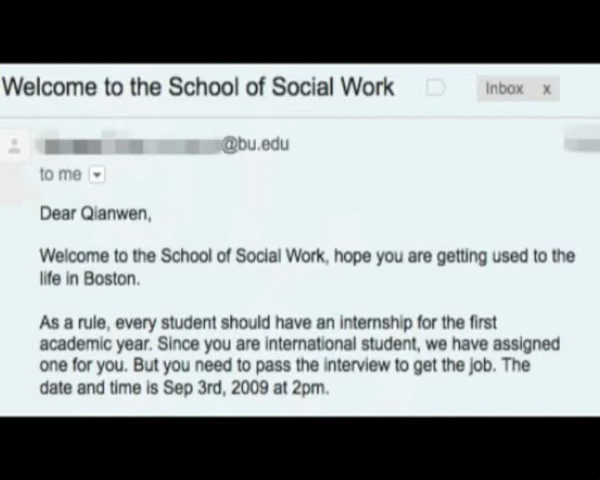 Welcome to the School of Social Work
Inbox x
@bu.edu
to me
Dear Qianwen,
Welcome to the School of Social Work, hope you are getting used to the
life in Boston.
As a rule, every student should have an internship for the first
academic year. Since you are international student, we have assigned
one for you. But you need to pass the interview to get the job. The
date and time is Sep 3rd, 2009 at 2pm.